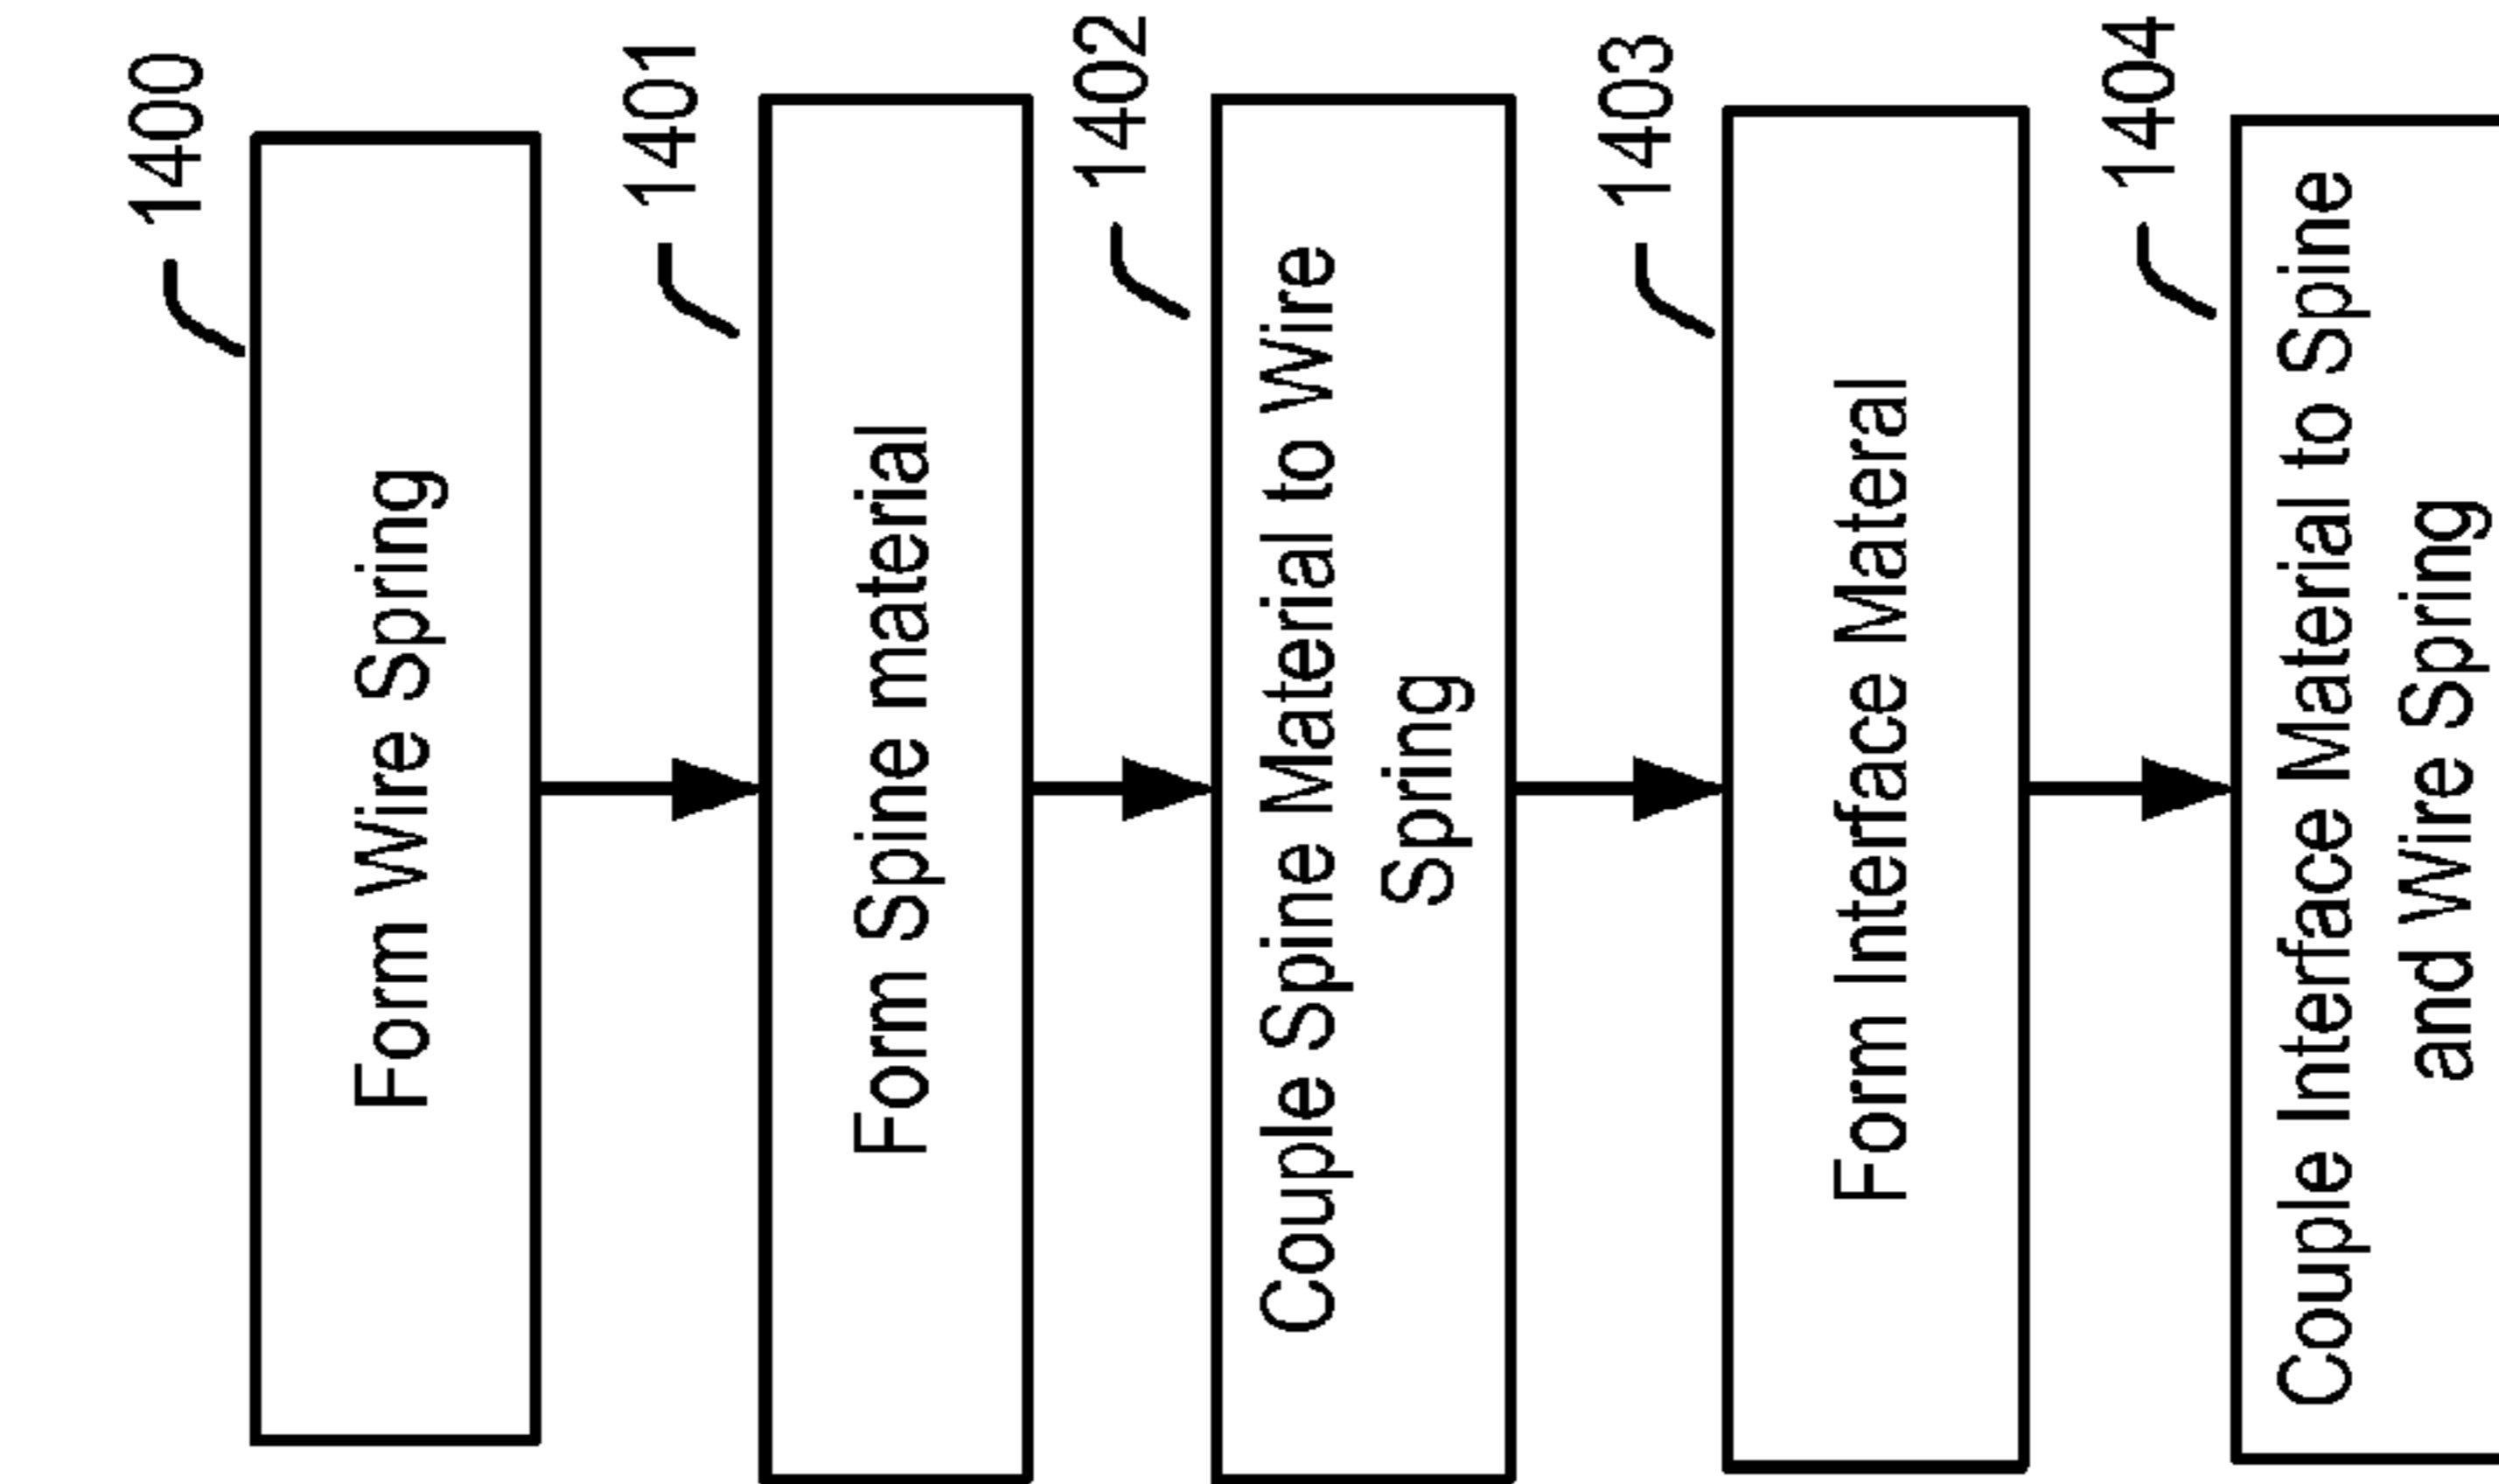 1400
Form Wire Spring
1401
Form Spine material
1402
Couple Spine Material to Wire
Spring
1403
Form Interface Materal
1404
Couple Interface Material to Spine
and Wire Spring